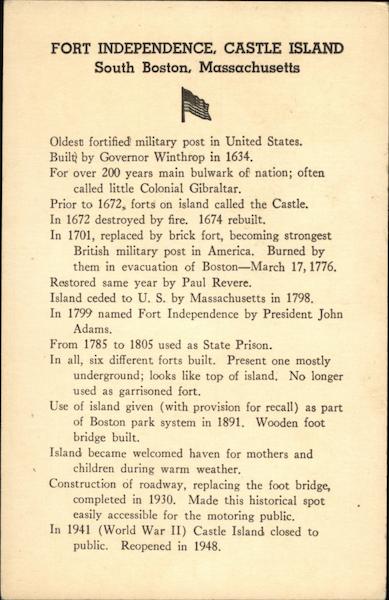 FORT INDEPENDENCE, CASTLE ISLAND
South Boston, Massachusetts
Oldest fortified military post in United States.
Built by Governor Winthrop in 1634.
For over 200 years main bulwark of nation; often
called little Colonial Gibraltar.
Prior to 1672, forts on island called the Castle.
In 1672 destroyed by fire. 1674 rebuilt.
In 1701, replaced by brick fort, becoming strongest
British military post in America. Burned by
them in evacuation of Boston—March 17, 1776.
Restored same year by Paul Revere.
Island ceded to U. S. by Massachusetts in 1798.
In 1799 named Fort Independence by President John
Adams.
From 1785 to 1805 used as State Prison.
In all, six different forts built. Present one mostly
underground; looks like top of island. No longer
used as garrisoned fort.
Use of island given (with provision for recall) as part
of Boston park system in 1891. Wooden foot
bridge built.
Island became welcomed haven for mothers and
children during warm weather.
Construction of roadway, replacing the foot bridge,
completed in 1930. Made this historical spot
easily accessible for the motoring public.
In 1941 (World War II) Castle Island closed to
public. Reopened in 1948.